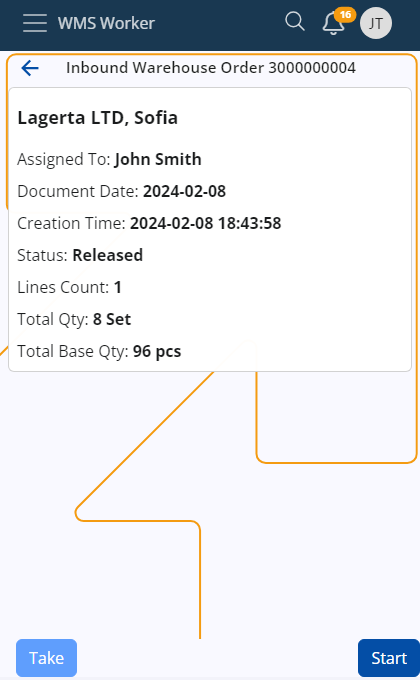 WMS Worker
16
JT
Inbound Warehouse Order 3000000004
Lagerta LTD, Sofia
Assigned To: John Smith
Document Date: 2024-02-08
Creation Time: 2024-02-08 18:43:58
Status: Released
Lines Count: 1
Total Qty: 8 Set
Total Base Qty: 96 pcs
Take
Start